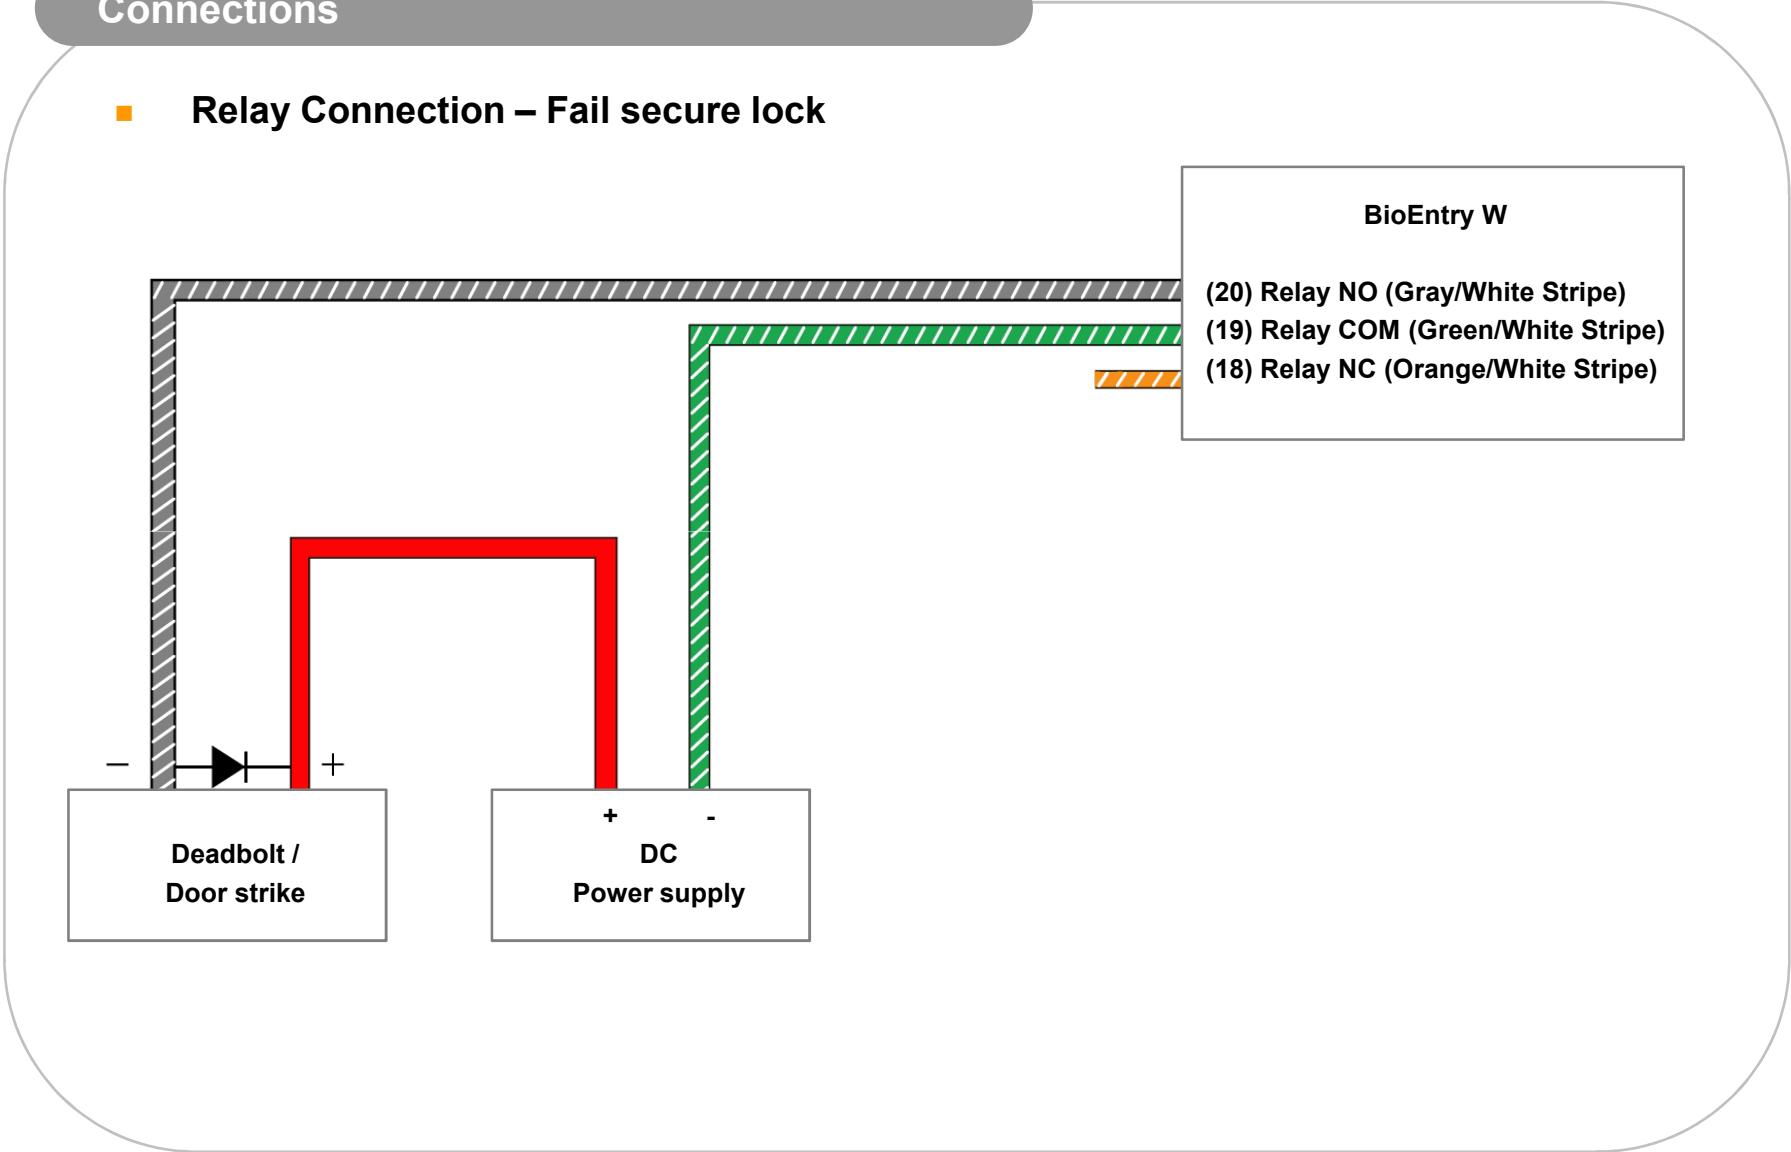 Connections
Relay Connection – Fail secure lock
BioEntry W
(20) Relay NO (Gray/White Stripe)
(19) Relay COM (Green/White Stripe)
(18) Relay NC (Orange/White Stripe)
– +
+ -
Deadbolt /
Door strike
DC
Power supply